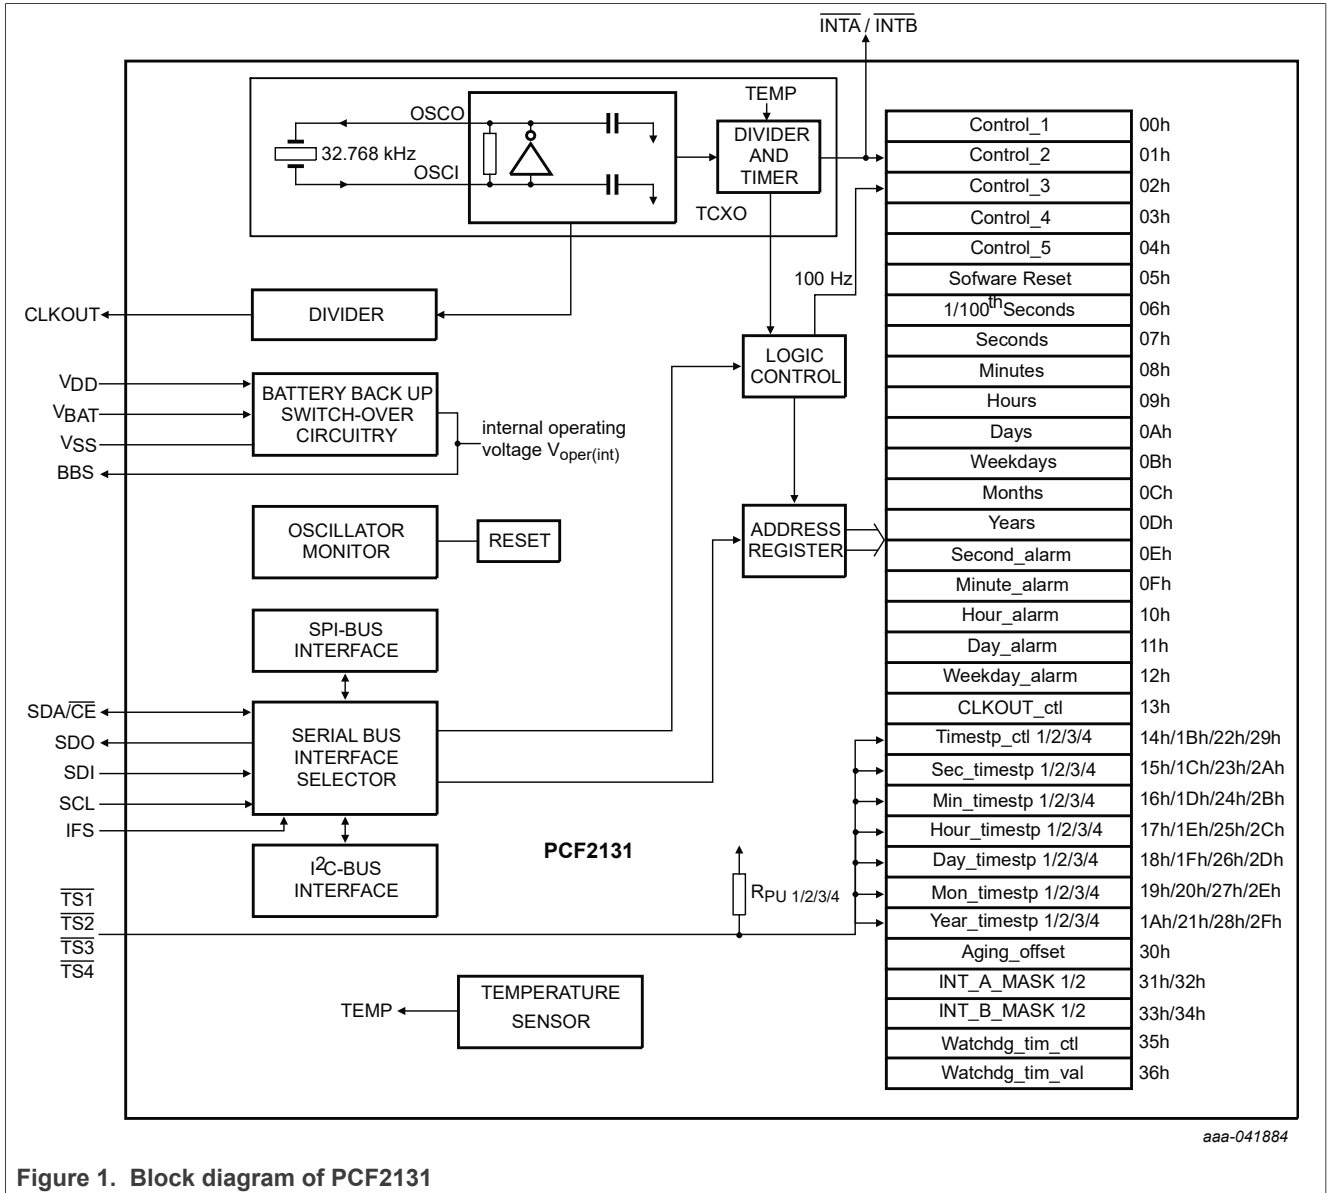 INTA / INTB
OSCO
32.768 kHz
OSCI
TEMP
DIVIDER
AND
TIMER
TCXO
100 Hz
CLKOUT
DIVIDER
VDD
VBAT
VSS
BBS
BATTERY BACK UP
SWITCH-OVER
CIRCUITRY
internal operating
voltage Voper(int)
LOGIC
CONTROL
OSCILLATOR
MONITOR
RESET
ADDRESS
REGISTER
SPI-BUS
INTERFACE
SDA/CE
SDO
SDI
SCL
IFS
SERIAL BUS
INTERFACE
SELECTOR
I2C-BUS
INTERFACE
PCF2131
RPU 1/2/3/4
TS1
TS2
TS3
TS4
TEMP
TEMPERATURE
SENSOR
Control_1 00h
Control_2 01h
Control_3 02h
Control_4 03h
Control_5 04h
Sofware Reset 05h
1/100th Seconds 06h
Seconds 07h
Minutes 08h
Hours 09h
Days 0Ah
Weekdays 0Bh
Months 0Ch
Years 0Dh
Second_alarm 0Eh
Minute_alarm 0Fh
Hour_alarm 10h
Day_alarm 11h
Weekday_alarm 12h
CLKOUT_ctl 13h
Timestp_ctl 1/2/3/4 14h/1Bh/22h/29h
Sec_timestp 1/2/3/4 15h/1Ch/23h/2Ah
Min_timestp 1/2/3/4 16h/1Dh/24h/2Bh
Hour_timestp 1/2/3/4 17h/1Eh/25h/2Ch
Day_timestp 1/2/3/4 18h/1Fh/26h/2Dh
Mon_timestp 1/2/3/4 19h/20h/27h/2Eh
Year_timestp 1/2/3/4 1Ah/21h/28h/2Fh
Aging_offset 30h
INT_A_MASK 1/2 31h/32h
INT_B_MASK 1/2 33h/34h
Watchdg_tim_ctl 35h
Watchdg_tim_val 36h
aaa-041884
Figure 1. Block diagram of PCF2131